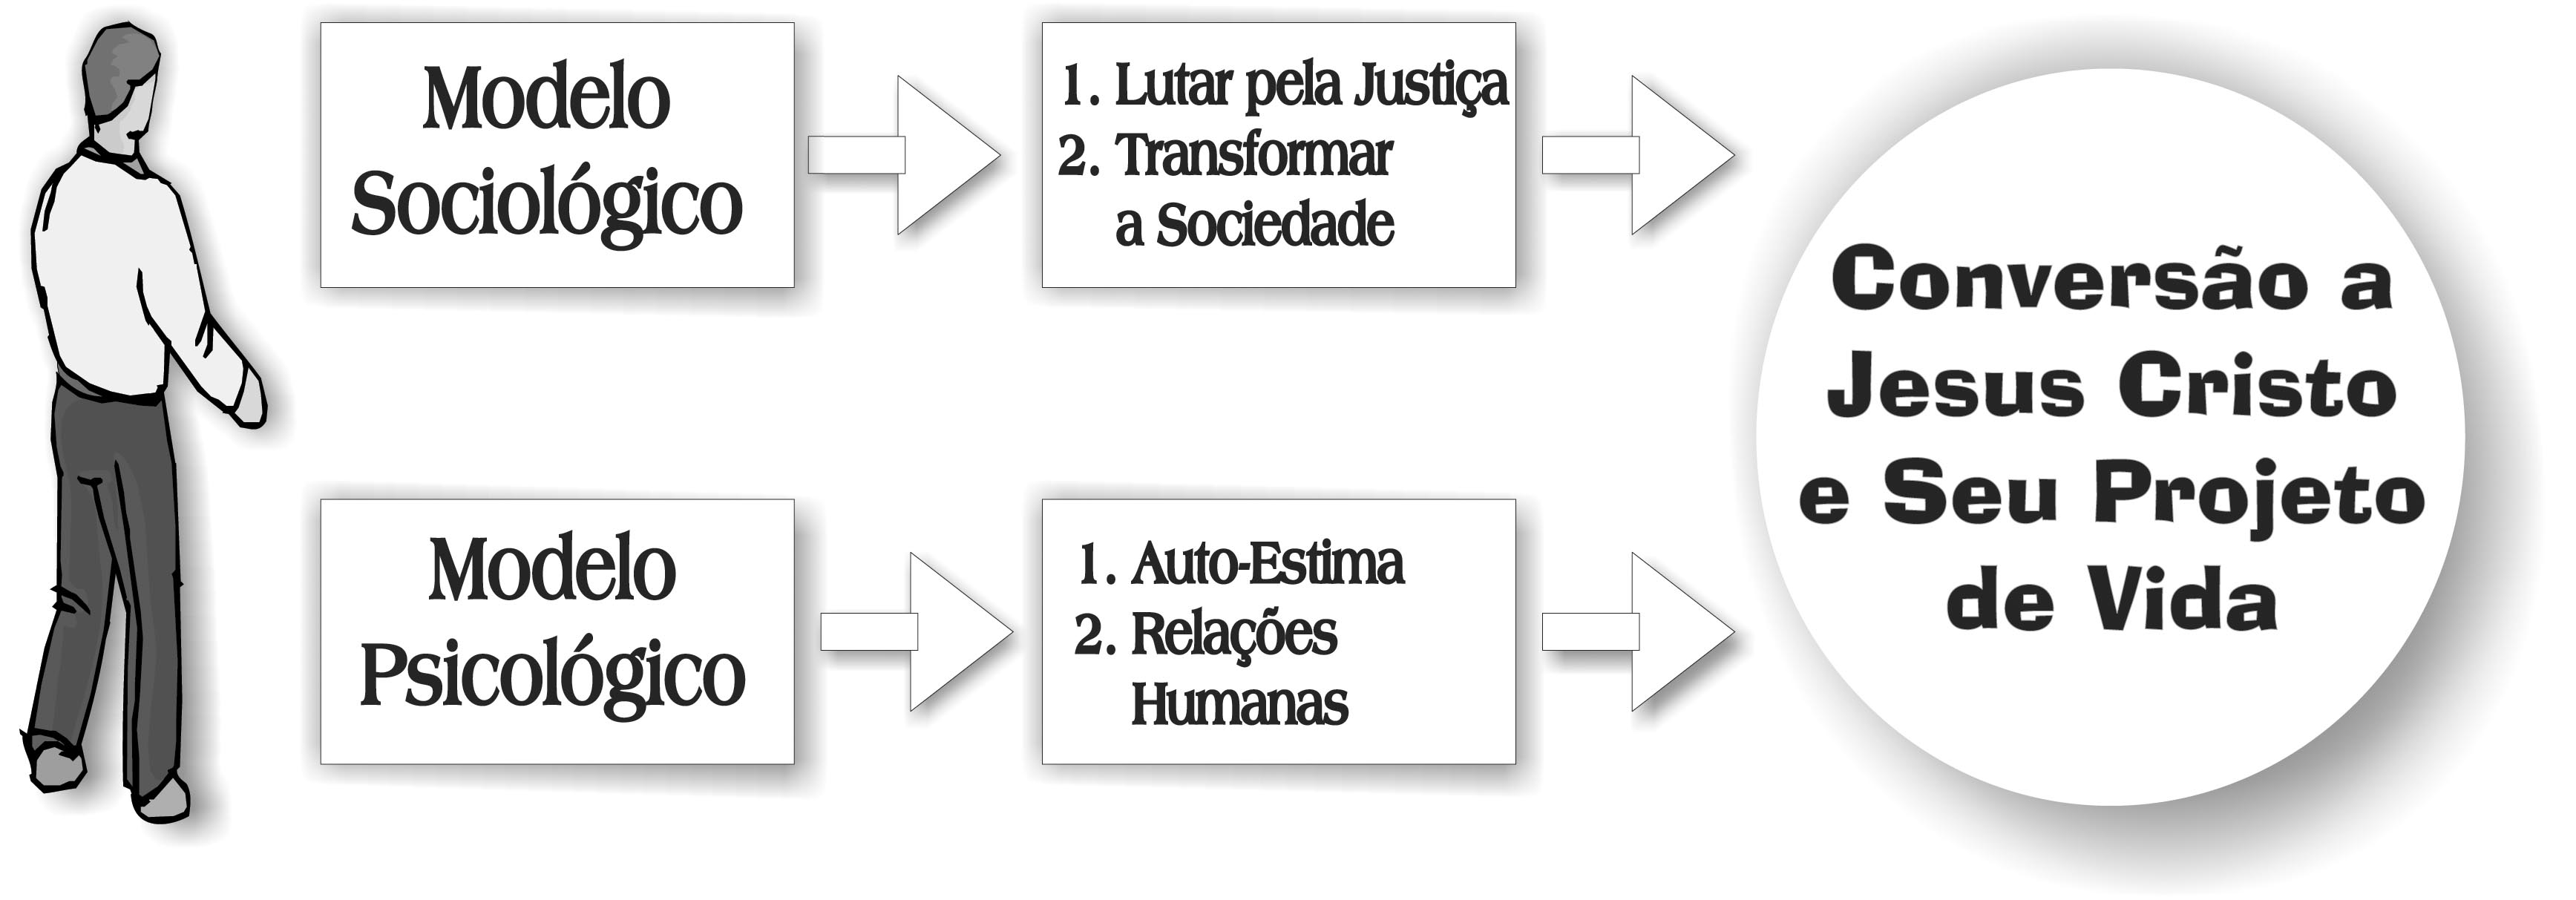 Modelo
Sociológico
1. Lutar pela Justiça
2. Transformar
a Sociedade
Modelo
Psicológico
1. Auto-Estima
2. Relações
Humanas
Conversão a
Jesus Cristo
e Seu Projeto
de Vida